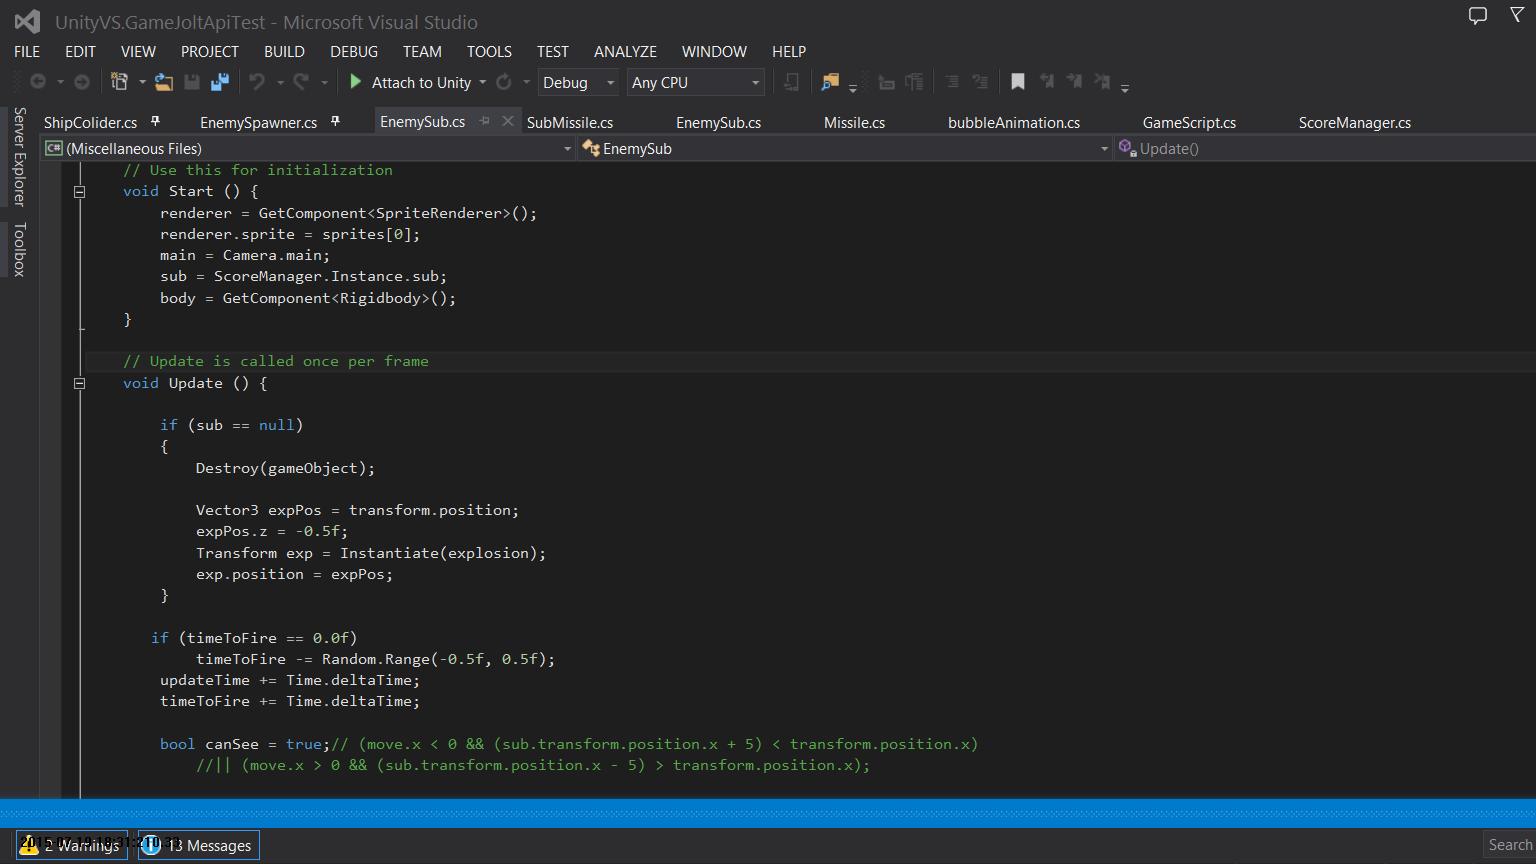 UnityVS.GameJoltApiTest - Microsoft Visual Studio
FILE EDIT VIEW PROJECT BUILD DEBUG TEAM TOOLS TEST ANALYZE WINDOW HELP
Attach to Unity Debug Any CPU
Server Explorer
Toolbox
ShipColider.cs EnemySpawner.cs EnemySub.cs SubMissile.cs EnemySub.cs Missile.cs bubbleAnimation.cs GameScript.cs ScoreManager.cs
C# (Miscellaneous Files) EnemySub Update()
// Use this for initialization
void Start () {
renderer = GetComponent<SpriteRenderer>();
renderer.sprite = sprites[0];
main = Camera.main;
sub = ScoreManager.Instance.sub;
body = GetComponent<Rigidbody>();
}
// Update is called once per frame
void Update () {
if (sub == null)
{
Destroy(gameObject);
Vector3 expPos = transform.position;
expPos.z = -0.5f;
Transform exp = Instantiate(explosion);
exp.position = expPos;
}
if (timeToFire == 0.0f)
timeToFire -= Random.Range(-0.5f, 0.5f);
updateTime += Time.deltaTime;
timeToFire += Time.deltaTime;
bool canSee = true;// (move.x < 0 && (sub.transform.position.x + 5) < transform.position.x)
//|| (move.x > 0 && (sub.transform.position.x - 5) > transform.position.x);
2 Warnings 13 Messages Search